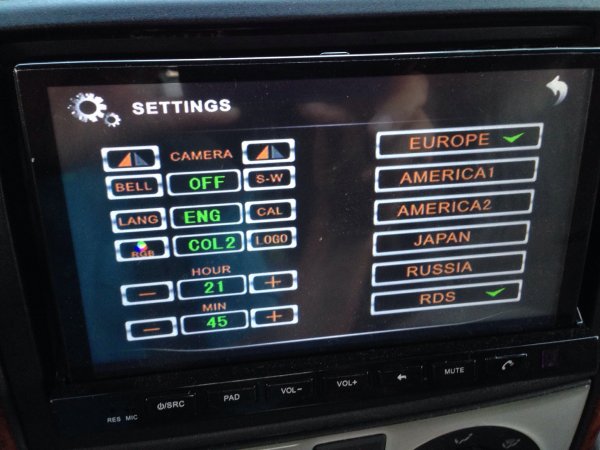 SETTINGS
CAMERA
BELL OFF S-W
LANG ENG CAL
RGB COL2 LOGO
HOUR
− 21 +
MIN
− 45 +
EUROPE ✓
AMERICA1
AMERICA2
JAPAN
RUSSIA
RDS ✓
RES MIC ⏻/SRC PAD VOL− VOL+ MUTE